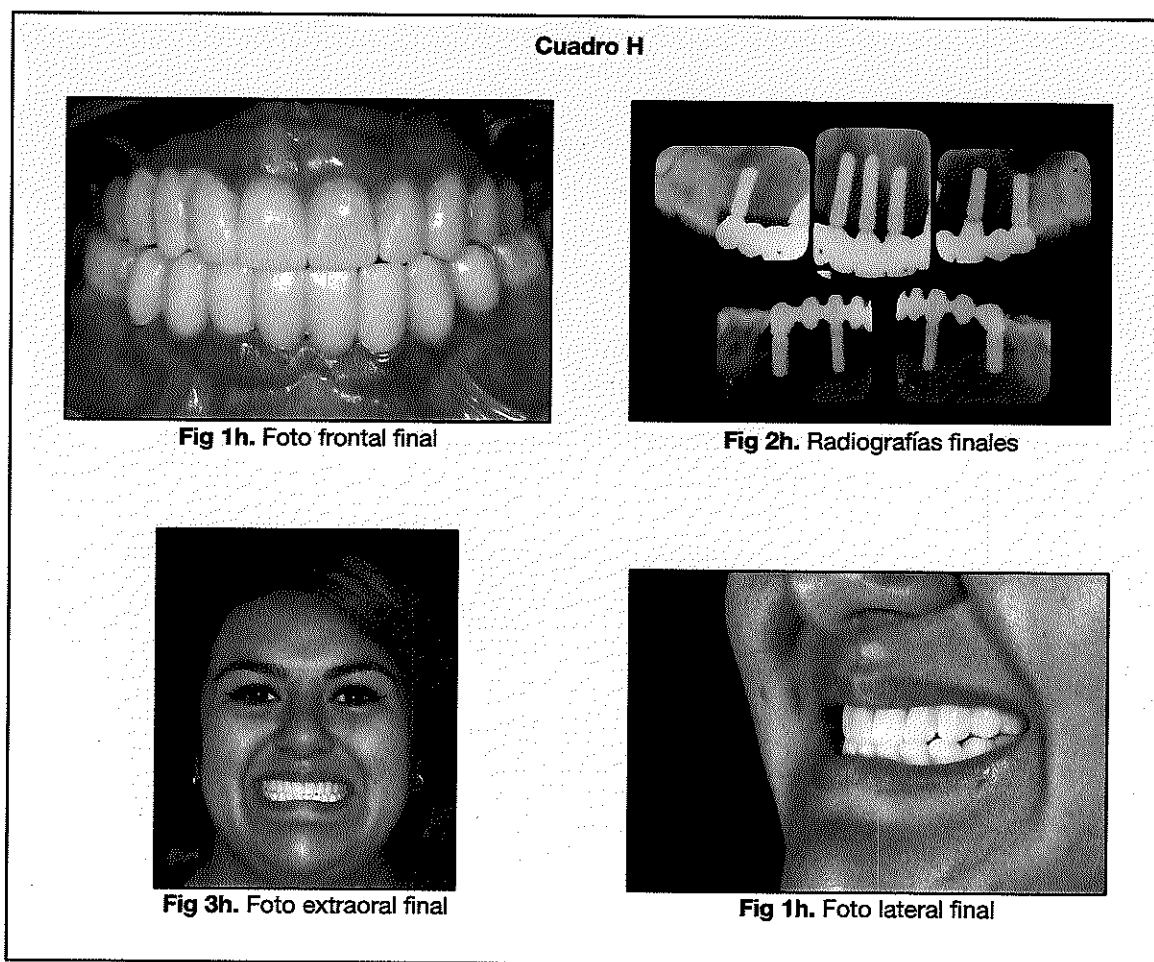 Cuadro H
Fig 1h. Foto frontal final
Fig 2h. Radiografías finales
Fig 3h. Foto extraoral final
Fig 1h. Foto lateral final